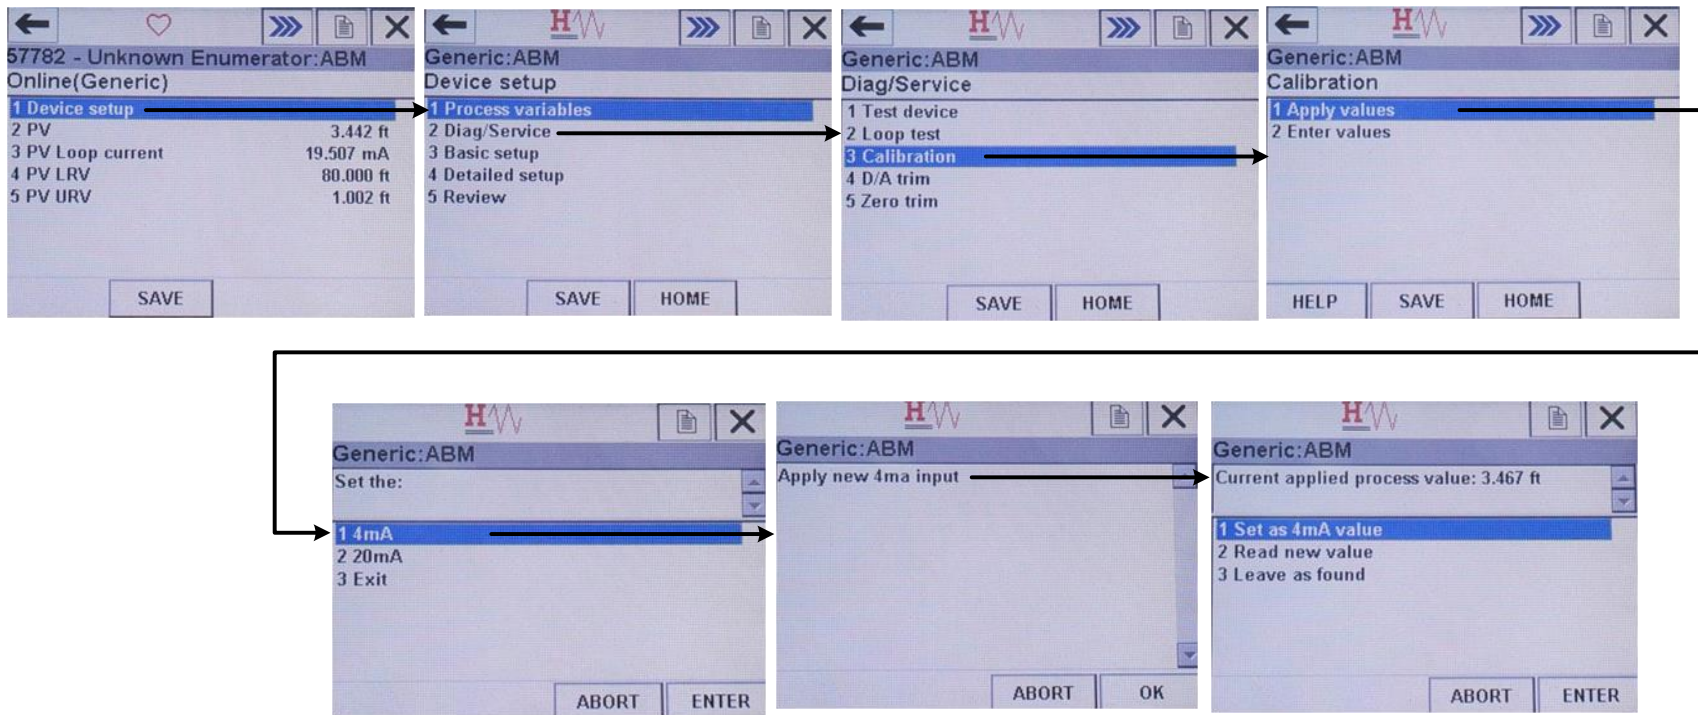 57782 - Unknown Enumerator:ABM
Online(Generic)
1 Device setup
2 PV 3.442 ft
3 PV Loop current 19.507 mA
4 PV LRV 80.000 ft
5 PV URV 1.002 ft
SAVE
H
Generic:ABM
Device setup
1 Process variables
2 Diag/Service
3 Basic setup
4 Detailed setup
5 Review
SAVE HOME
H
Generic:ABM
Diag/Service
1 Test device
2 Loop test
3 Calibration
4 D/A trim
5 Zero trim
SAVE HOME
H
Generic:ABM
Calibration
1 Apply values
2 Enter values
HELP SAVE HOME
H
Generic:ABM
Set the:
1 4mA
2 20mA
3 Exit
ABORT ENTER
H
Generic:ABM
Apply new 4ma input
ABORT OK
H
Generic:ABM
Current applied process value: 3.467 ft
1 Set as 4mA value
2 Read new value
3 Leave as found
ABORT ENTER